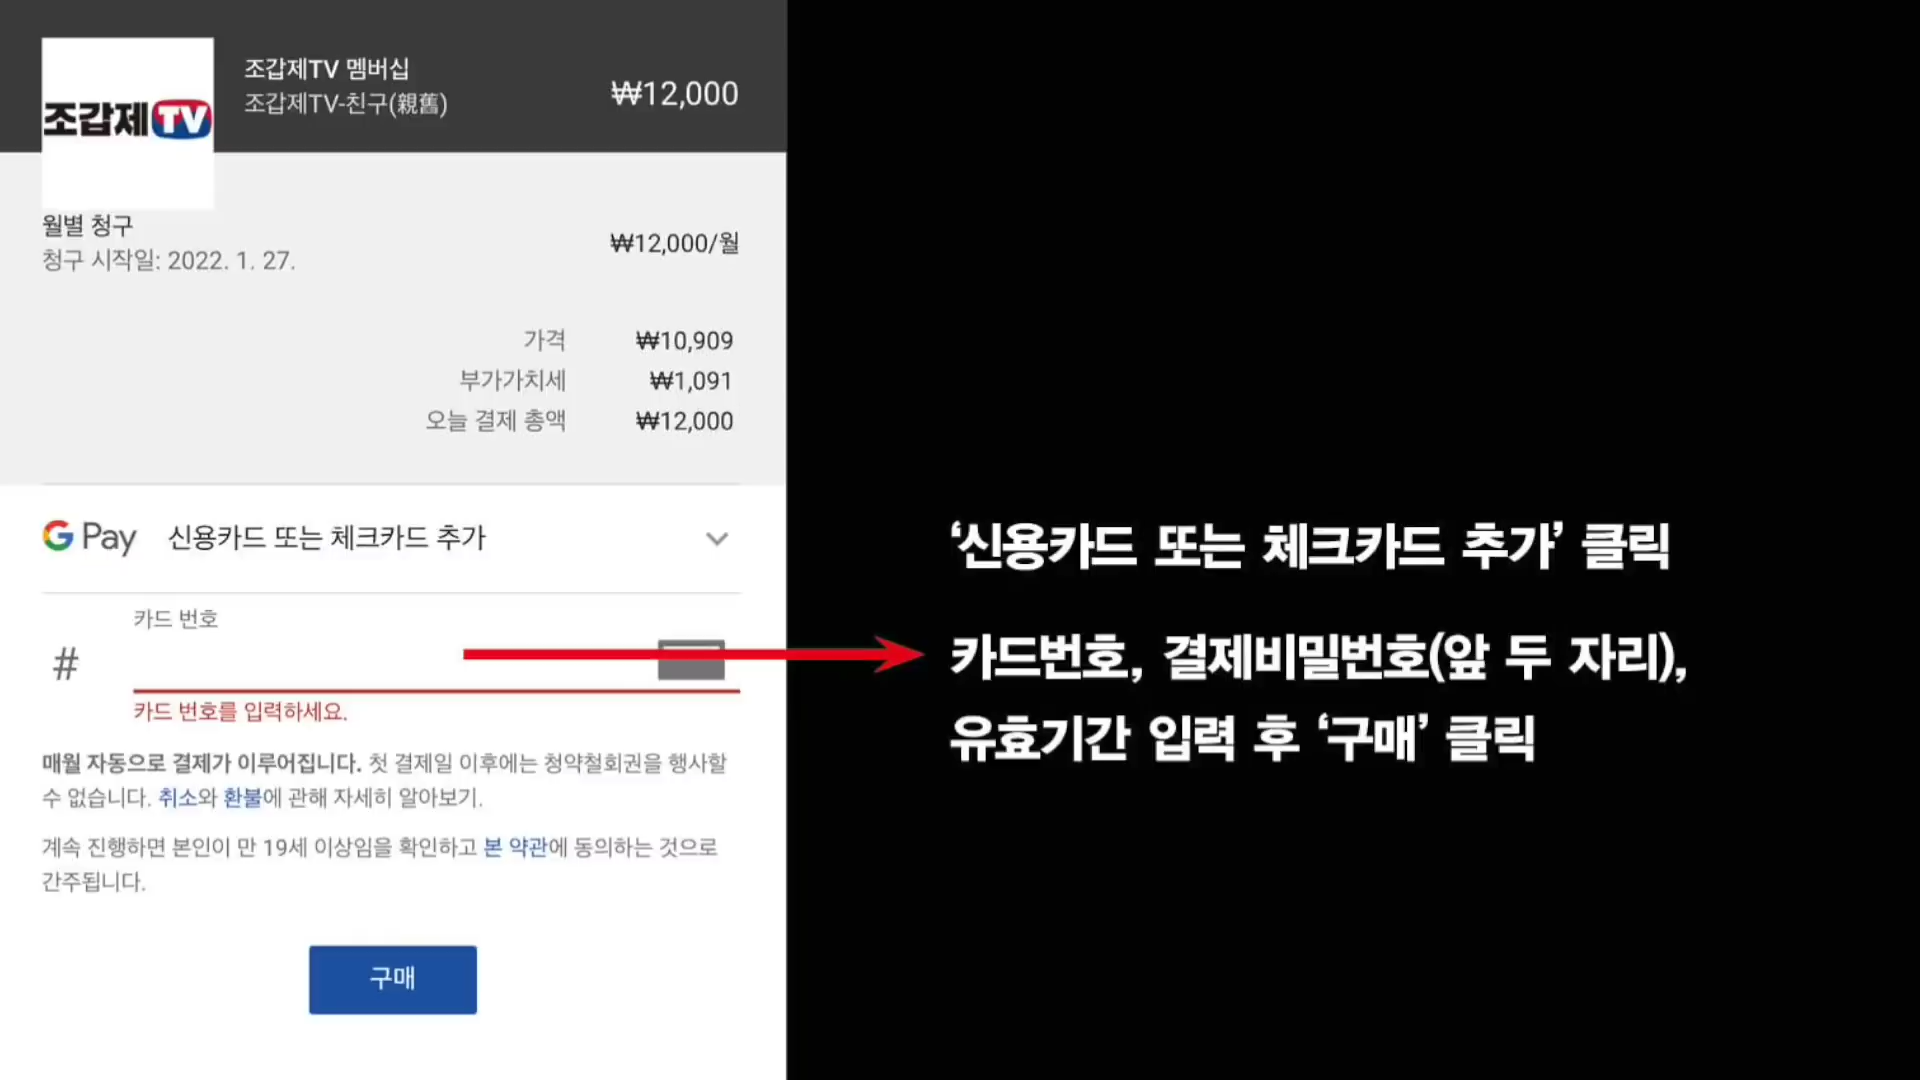 조갑제TV
조갑제TV 멤버십
조갑제TV-친구(親舊)
₩12,000
월별 청구
청구 시작일: 2022. 1. 27.
₩12,000/월
가격 ₩10,909
부가가치세 ₩1,091
오늘 결제 총액 ₩12,000
G Pay 신용카드 또는 체크카드 추가
카드 번호
#
카드 번호를 입력하세요.
매월 자동으로 결제가 이루어집니다. 첫 결제일 이후에는 청약철회권을 행사할
수 없습니다. 취소와 환불에 관해 자세히 알아보기.
계속 진행하면 본인이 만 19세 이상임을 확인하고 본 약관에 동의하는 것으로
간주됩니다.
구매
‘신용카드 또는 체크카드 추가’ 클릭
카드번호, 결제비밀번호(앞 두 자리),
유효기간 입력 후 ‘구매’ 클릭